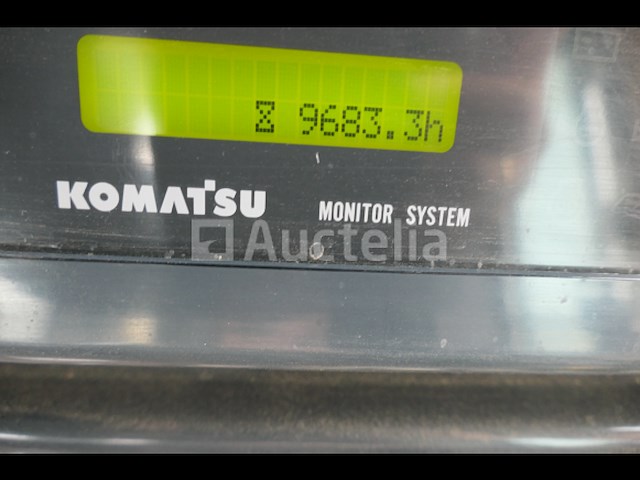 9683.3h
KOMATSU
MONITOR SYSTEM
Auctelia